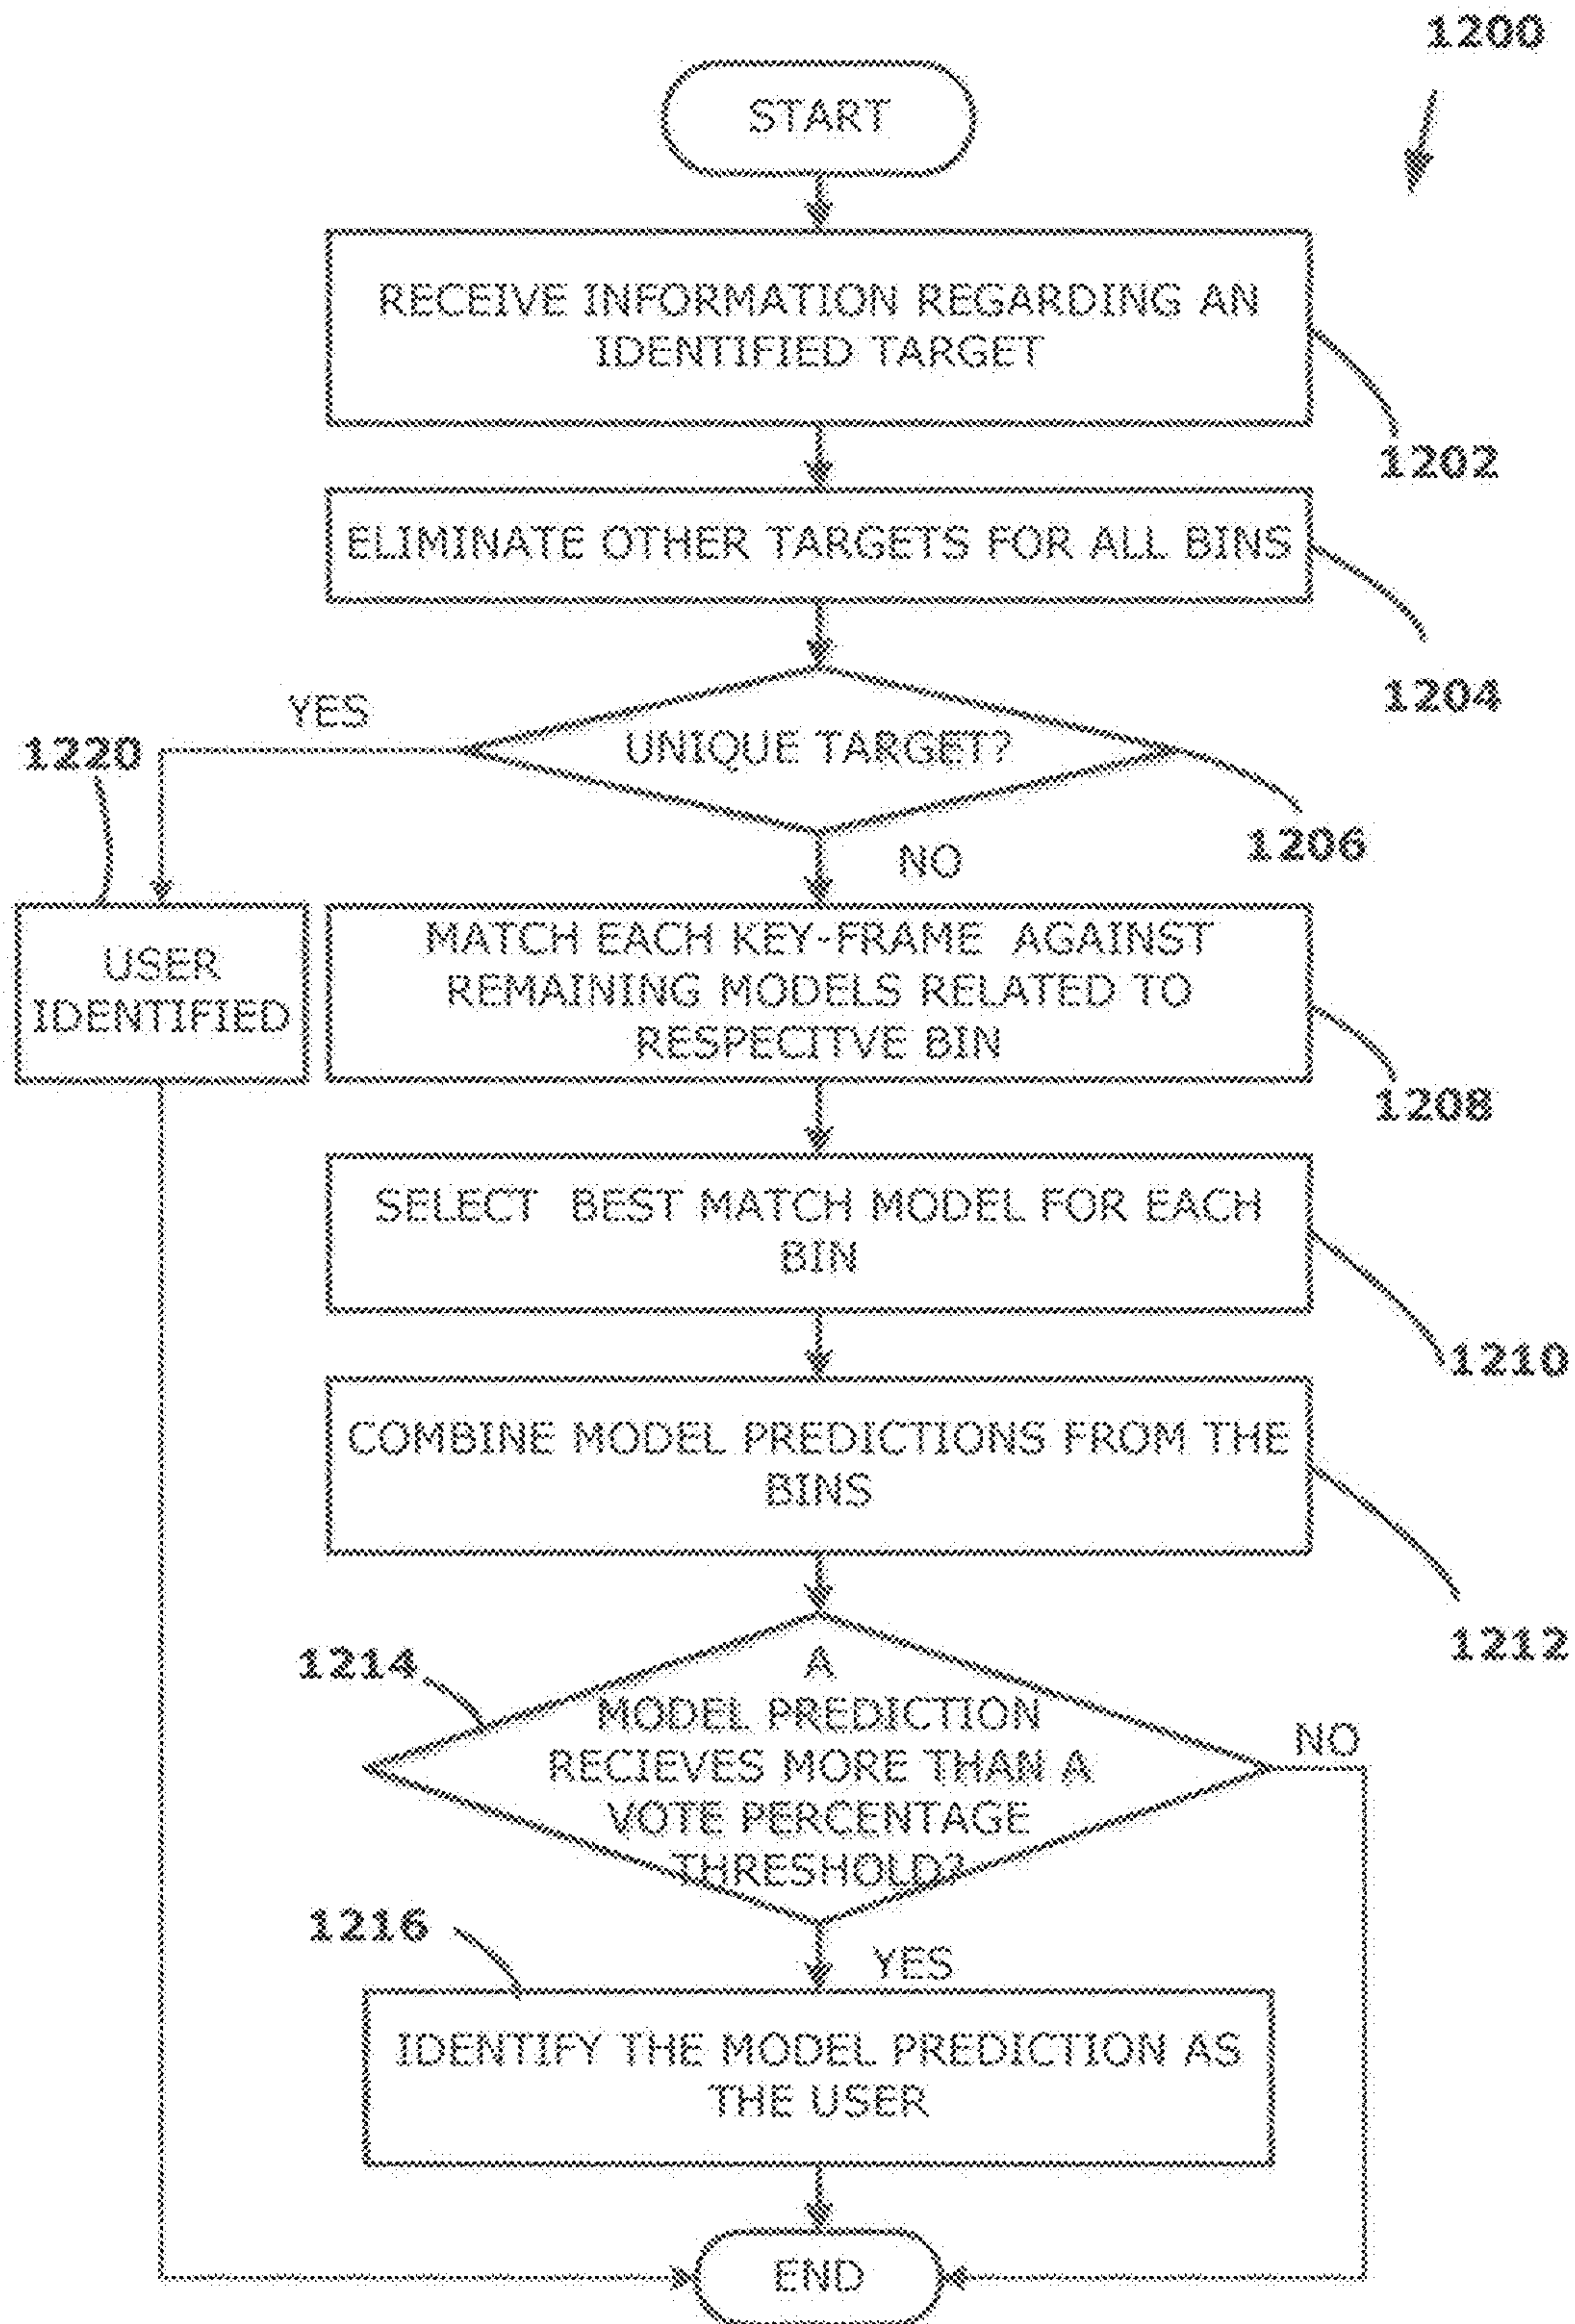 1200
START
RECEIVE INFORMATION REGARDING AN
IDENTIFIED TARGET
1202
ELIMINATE OTHER TARGETS FOR ALL BINS
1204
YES
1220
UNIQUE TARGET?
1206
NO
USER
IDENTIFIED
MATCH EACH KEY-FRAME AGAINST
REMAINING MODELS RELATED TO
RESPECITVE BIN
1208
SELECT BEST MATCH MODEL FOR EACH
BIN
1210
COMBINE MODEL PREDICTIONS FROM THE
BINS
1212
1214
A
MODEL PREDICTION
RECIEVES MORE THAN A
VOTE PERCENTAGE
THRESHOLD?
NO
1216
YES
IDENTIFY THE MODEL PREDICTION AS
THE USER
END